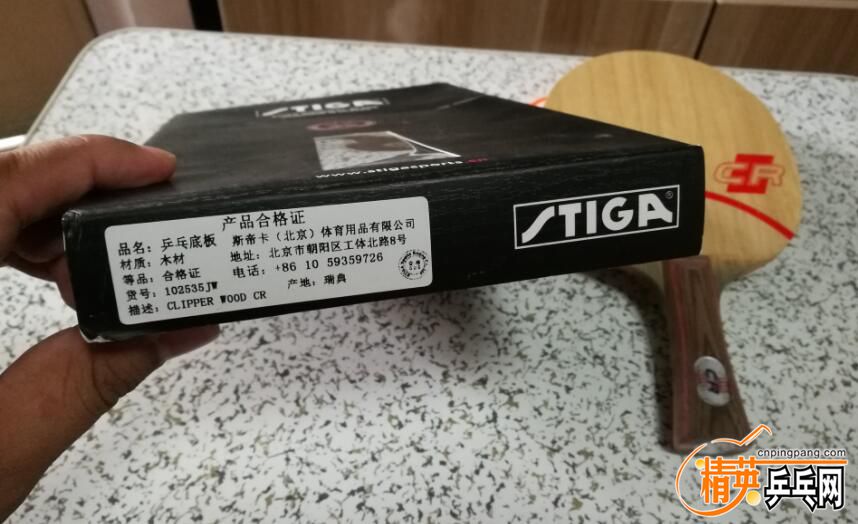 STIGA
www.stigasports.cn
产品合格证
品名: 乒乓底板 斯帝卡（北京）体育用品有限公司
材质: 木材 地址: 北京市朝阳区工体北路8号
等品: 合格证 电话: +86 10 59359726
货号: 102535JW 产地: 瑞典
描述: CLIPPER WOOD CR
STIGA®
CR
CR
cnpingpang.com
精英乒乓网